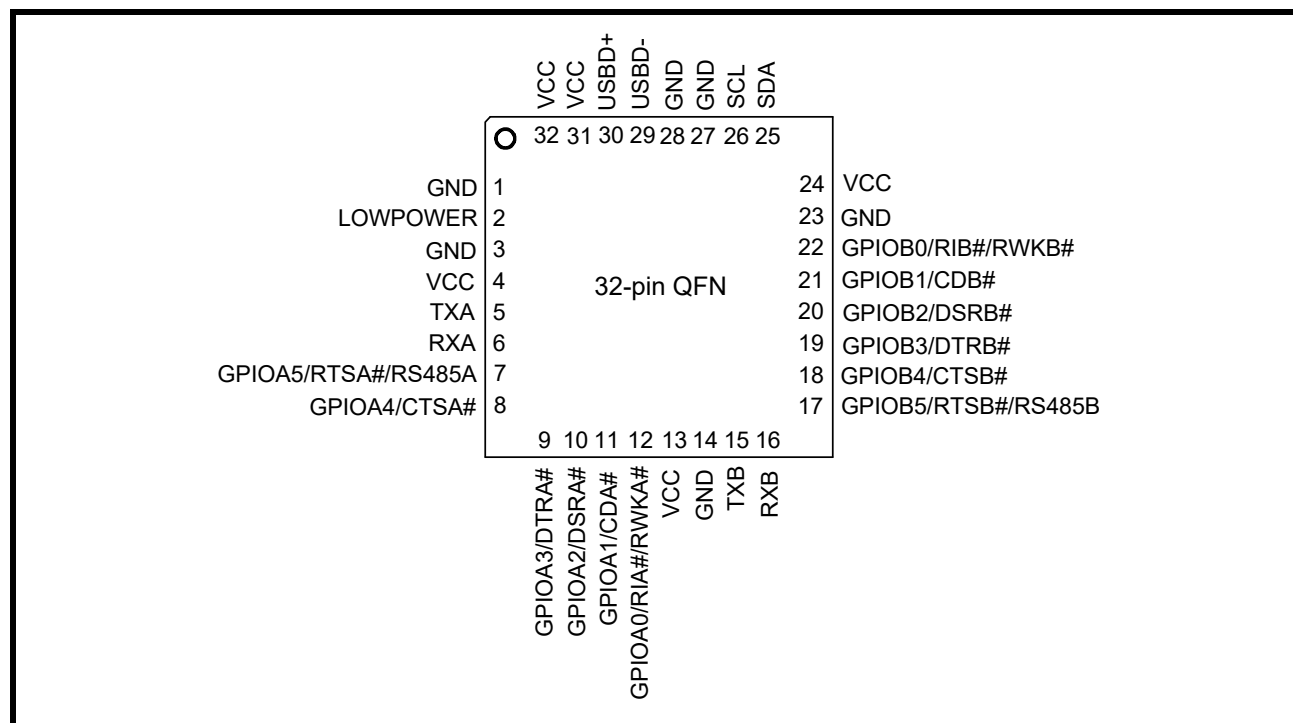 VCC
VCC
USBD+
USBD-
GND
GND
SCL
SDA
32 31 30 29 28 27 26 25
GND 1
LOWPOWER 2
GND 3
VCC 4
TXA 5
RXA 6
GPIOA5/RTSA#/RS485A 7
GPIOA4/CTSA# 8
32-pin QFN
24 VCC
23 GND
22 GPIOB0/RIB#/RWKB#
21 GPIOB1/CDB#
20 GPIOB2/DSRB#
19 GPIOB3/DTRB#
18 GPIOB4/CTSB#
17 GPIOB5/RTSB#/RS485B
9 10 11 12 13 14 15 16
GPIOA3/DTRA#
GPIOA2/DSRA#
GPIOA1/CDA#
GPIOA0/RIA#/RWKA#
VCC
GND
TXB
RXB